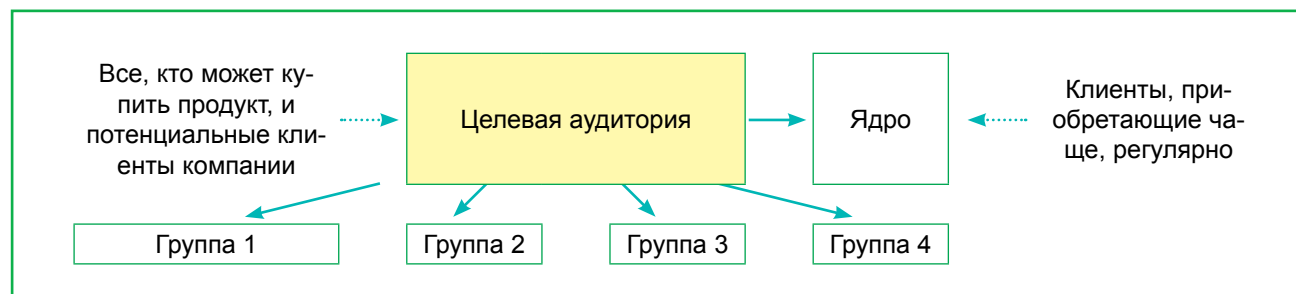 Все, кто может ку-
пить продукт, и
потенциальные кли-
енты компании
Целевая аудитория
Ядро
Клиенты, при-
обретающие ча-
ще, регулярно
Группа 1
Группа 2
Группа 3
Группа 4